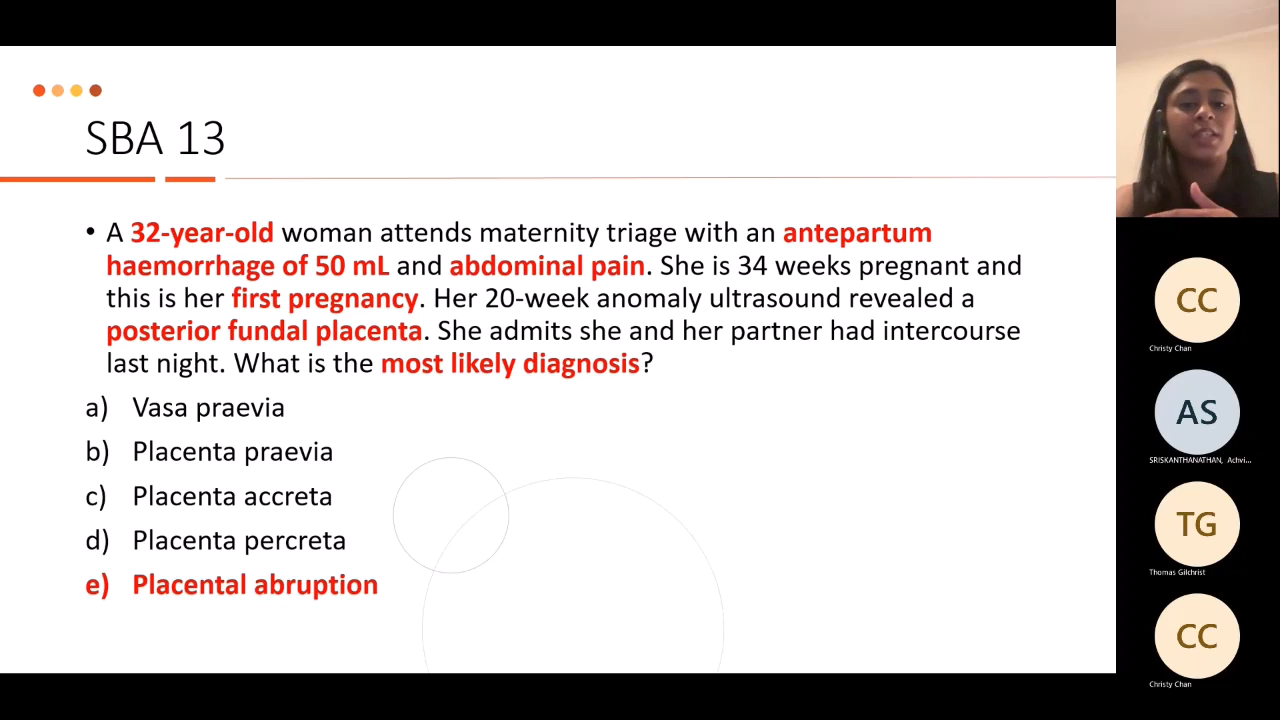 SBA 13
• A 32-year-old woman attends maternity triage with an antepartum
haemorrhage of 50 mL and abdominal pain. She is 34 weeks pregnant and
this is her first pregnancy. Her 20-week anomaly ultrasound revealed a
posterior fundal placenta. She admits she and her partner had intercourse
last night. What is the most likely diagnosis?
a) Vasa praevia
b) Placenta praevia
c) Placenta accreta
d) Placenta percreta
e) Placental abruption
CC
Christy Chan
AS
SRISKANTHANATHAN, Achvi...
TG
Thomas Gilchrist
CC
Christy Chan